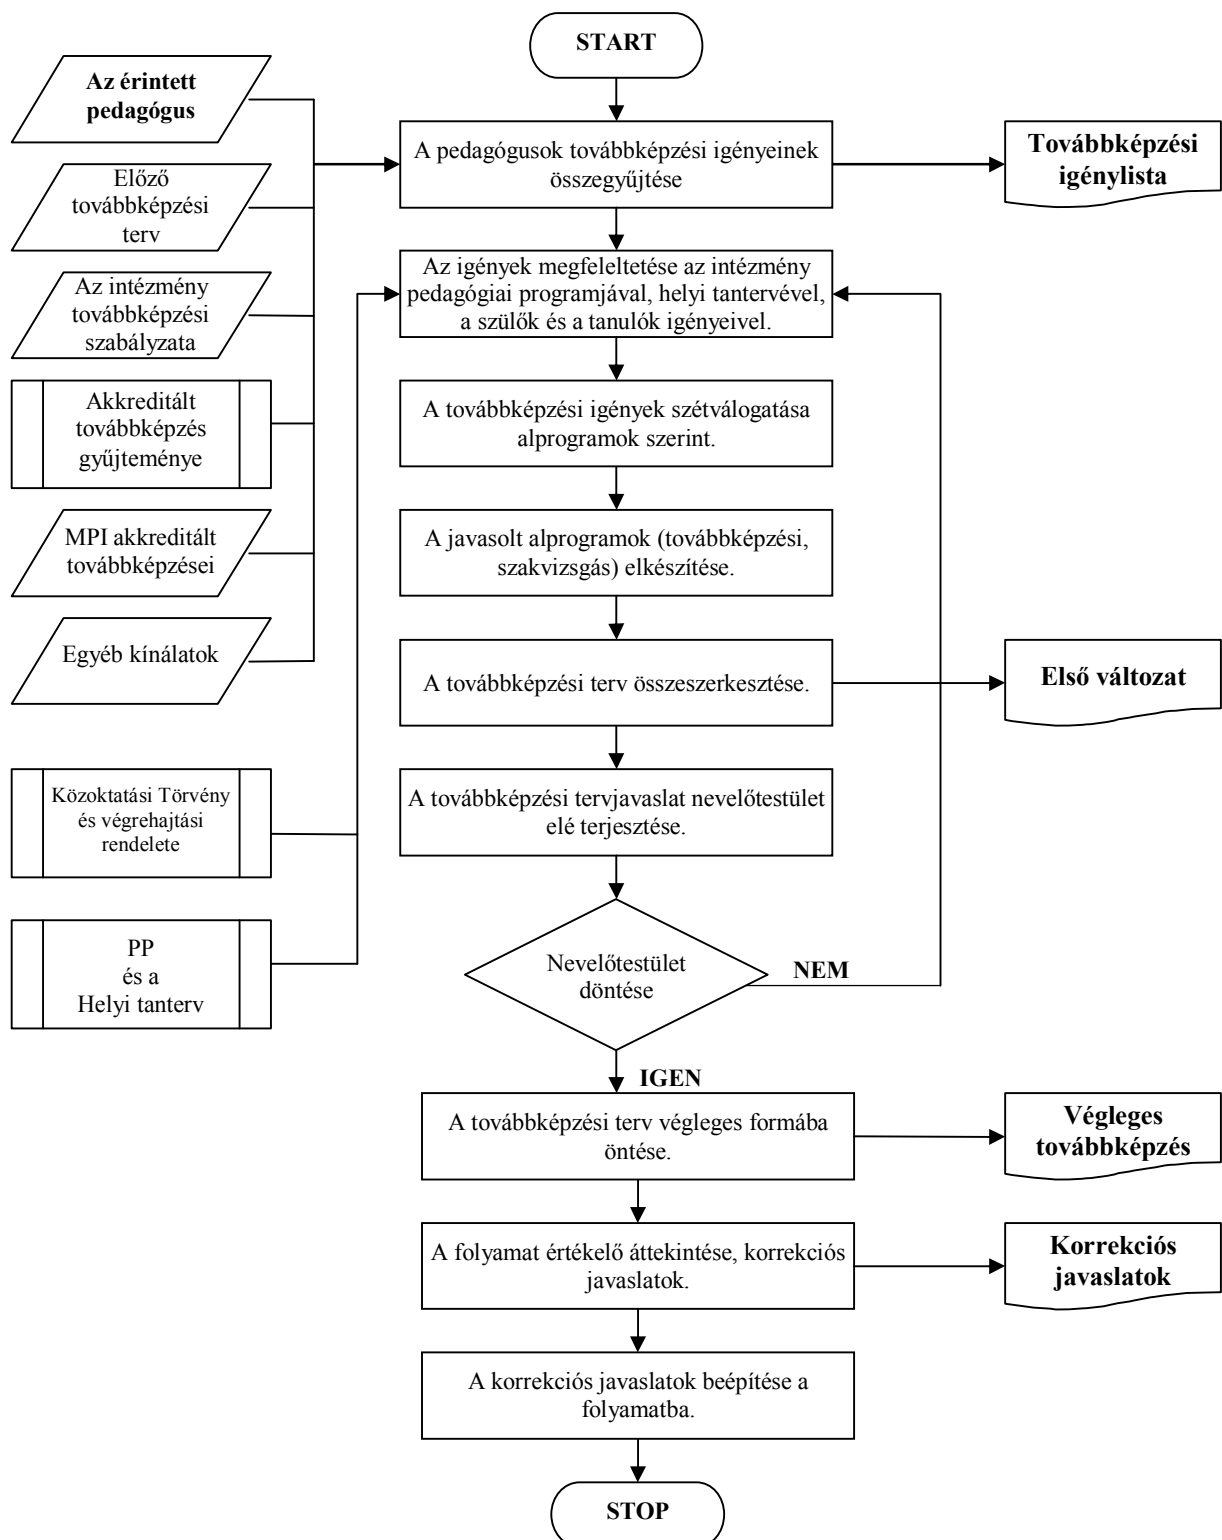 START
Az érintett
pedagógus
A pedagógusok továbbképzési igényeinek
összegyűjtése
Továbbképzési
igénylista
Előző
továbbképzési
terv
Az igények megfeleltetése az intézmény
pedagógiai programjával, helyi tantervével,
a szülők és a tanulók igényeivel.
Az intézmény
továbbképzési
szabályzata
A továbbképzési igények szétválogatása
alprogramok szerint.
Akkreditált
továbbképzés
gyűjteménye
A javasolt alprogramok (továbbképzési,
szakvizsgás) elkészítése.
MPI akkreditált
továbbképzései
Egyéb kínálatok
A továbbképzési terv összeszerkesztése.
Első változat
Közoktatási Törvény
és végrehajtási
rendelete
A továbbképzési tervjavaslat nevelőtestület
elé terjesztése.
PP
és a
Helyi tanterv
Nevelőtestület
döntése
NEM
IGEN
A továbbképzési terv végleges formába
öntése.
Végleges
továbbképzés
A folyamat értékelő áttekintése, korrekciós
javaslatok.
Korrekciós
javaslatok
A korrekciós javaslatok beépítése a
folyamatba.
STOP